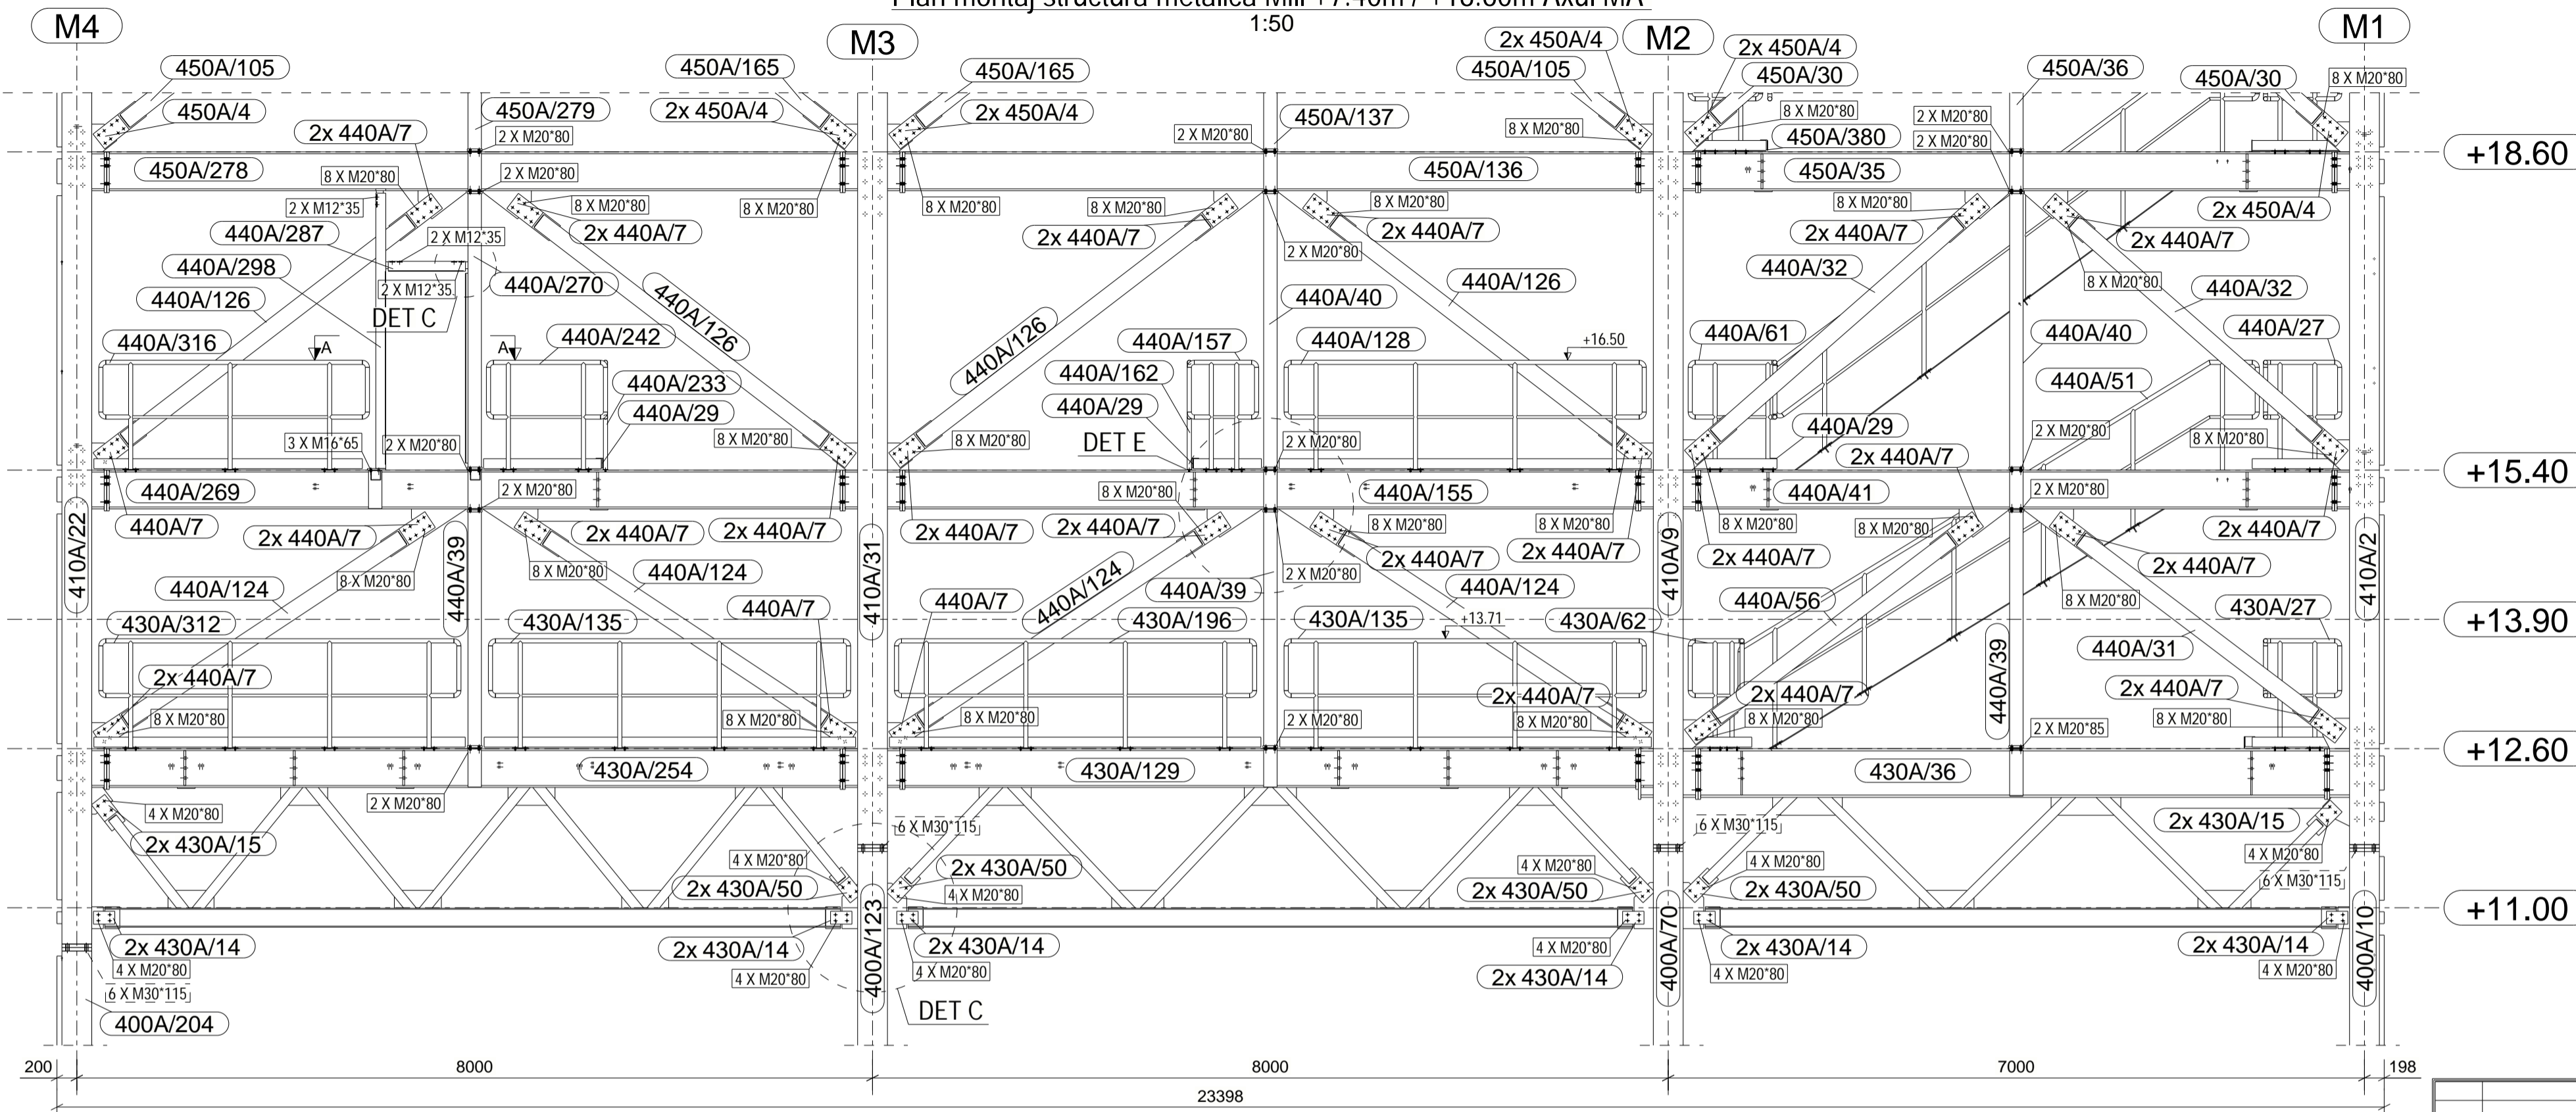 1:50
M4
M3
M2
M1
450A/105
450A/165
450A/165
450A/105
2x 450A/4
2x 450A/4
450A/30
450A/36
450A/30
8 X M20*80
450A/4
2x 440A/7
450A/279
2 X M20*80
2x 450A/4
2x 450A/4
2 X M20*80
450A/137
8 X M20*80
8 X M20*80
450A/380
2 X M20*80
2 X M20*80
+18.60
450A/278
8 X M20*80
2 X M20*80
450A/136
450A/35
2 X M12*35
8 X M20*80
8 X M20*80
8 X M20*80
8 X M20*80
8 X M20*80
8 X M20*80
2x 450A/4
440A/287
2 X M12*35
2x 440A/7
2x 440A/7
2x 440A/7
2x 440A/7
2x 440A/7
440A/298
2 X M20*80
440A/32
440A/126
2 X M12*35
440A/270
440A/126
440A/126
440A/40
440A/126
8 X M20*80
440A/32
DET C
440A/316
A
A
440A/242
440A/126
440A/157
440A/128
+16.50
440A/61
440A/40
440A/27
440A/233
440A/162
440A/51
440A/29
440A/29
440A/29
3 X M16*65
2 X M20*80
8 X M20*80
8 X M20*80
DET E
2 X M20*80
2 X M20*80
8 X M20*80
2x 440A/7
+15.40
440A/269
2 X M20*80
8 X M20*80
440A/155
440A/41
2 X M20*80
410A/22
440A/7
2x 440A/7
440A/39
2x 440A/7
2x 440A/7
410A/31
2x 440A/7
2x 440A/7
8 X M20*80
8 X M20*80
2x 440A/7
410A/9
8 X M20*80
2x 440A/7
8 X M20*80
2x 440A/7
410A/2
8 X M20*80
8 X M20*80
2x 440A/7
2 X M20*80
2x 440A/7
440A/124
440A/124
440A/7
440A/7
440A/124
440A/39
440A/124
440A/56
8 X M20*80
430A/27
430A/312
430A/135
430A/196
430A/135
+13.71
430A/62
440A/39
440A/31
+13.90
2x 440A/7
2x 440A/7
2x 440A/7
2x 440A/7
8 X M20*80
8 X M20*80
8 X M20*80
2 X M20*80
8 X M20*80
8 X M20*80
2 X M20*85
8 X M20*80
+12.60
430A/254
430A/129
430A/36
2 X M20*80
4 X M20*80
2x 430A/15
6 X M30*115
6 X M30*115
2x 430A/15
4 X M20*80
2x 430A/50
2x 430A/50
4 X M20*80
4 X M20*80
2x 430A/50
4 X M20*80
2x 430A/50
4 X M20*80
6 X M30*115
+11.00
2x 430A/14
2x 430A/14
400A/123
2x 430A/14
4 X M20*80
400A/70
2x 430A/14
2x 430A/14
400A/10
4 X M20*80
4 X M20*80
4 X M20*80
2x 430A/14
4 X M20*80
4 X M20*80
6 X M30*115
400A/204
DET C
200
8000
8000
7000
198
23398